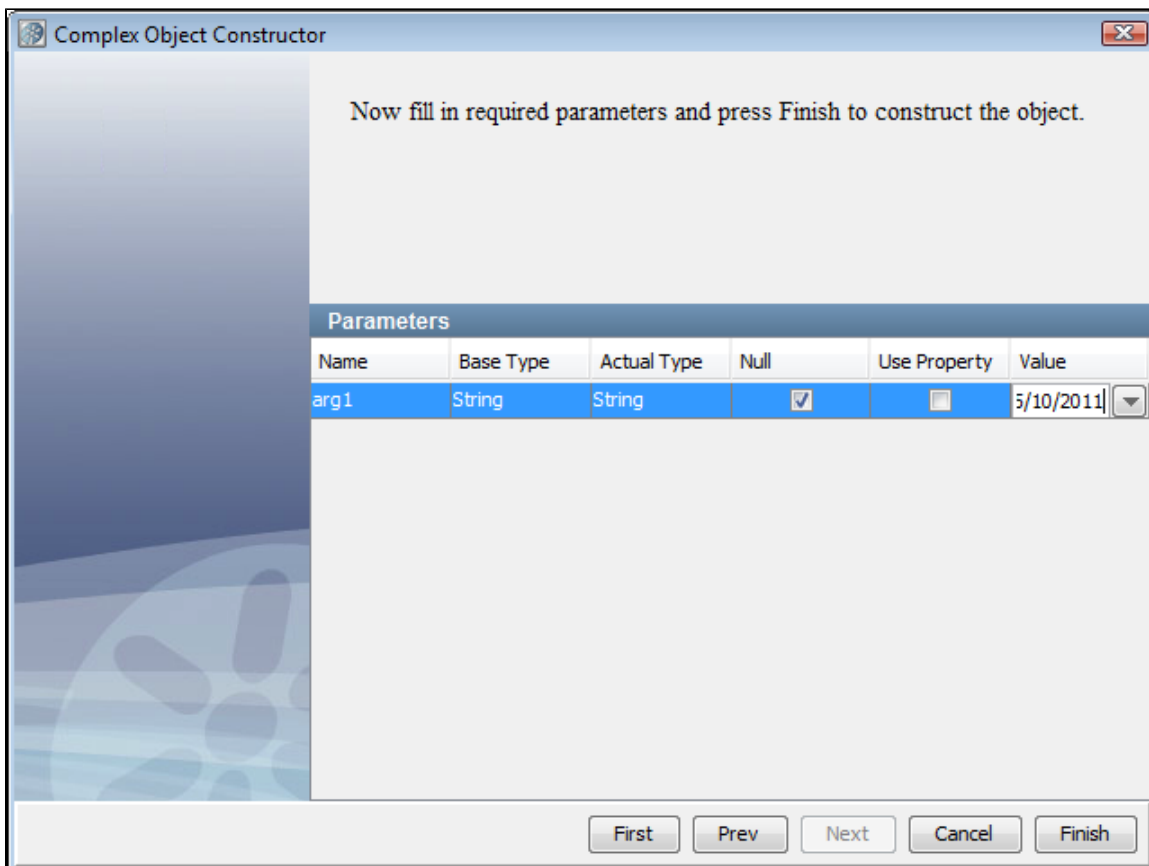 Complex Object Constructor
Now fill in required parameters and press Finish to construct the object.
Parameters
Name Base Type Actual Type Null Use Property Value
arg1 String String 5/10/2011
First Prev Next Cancel Finish